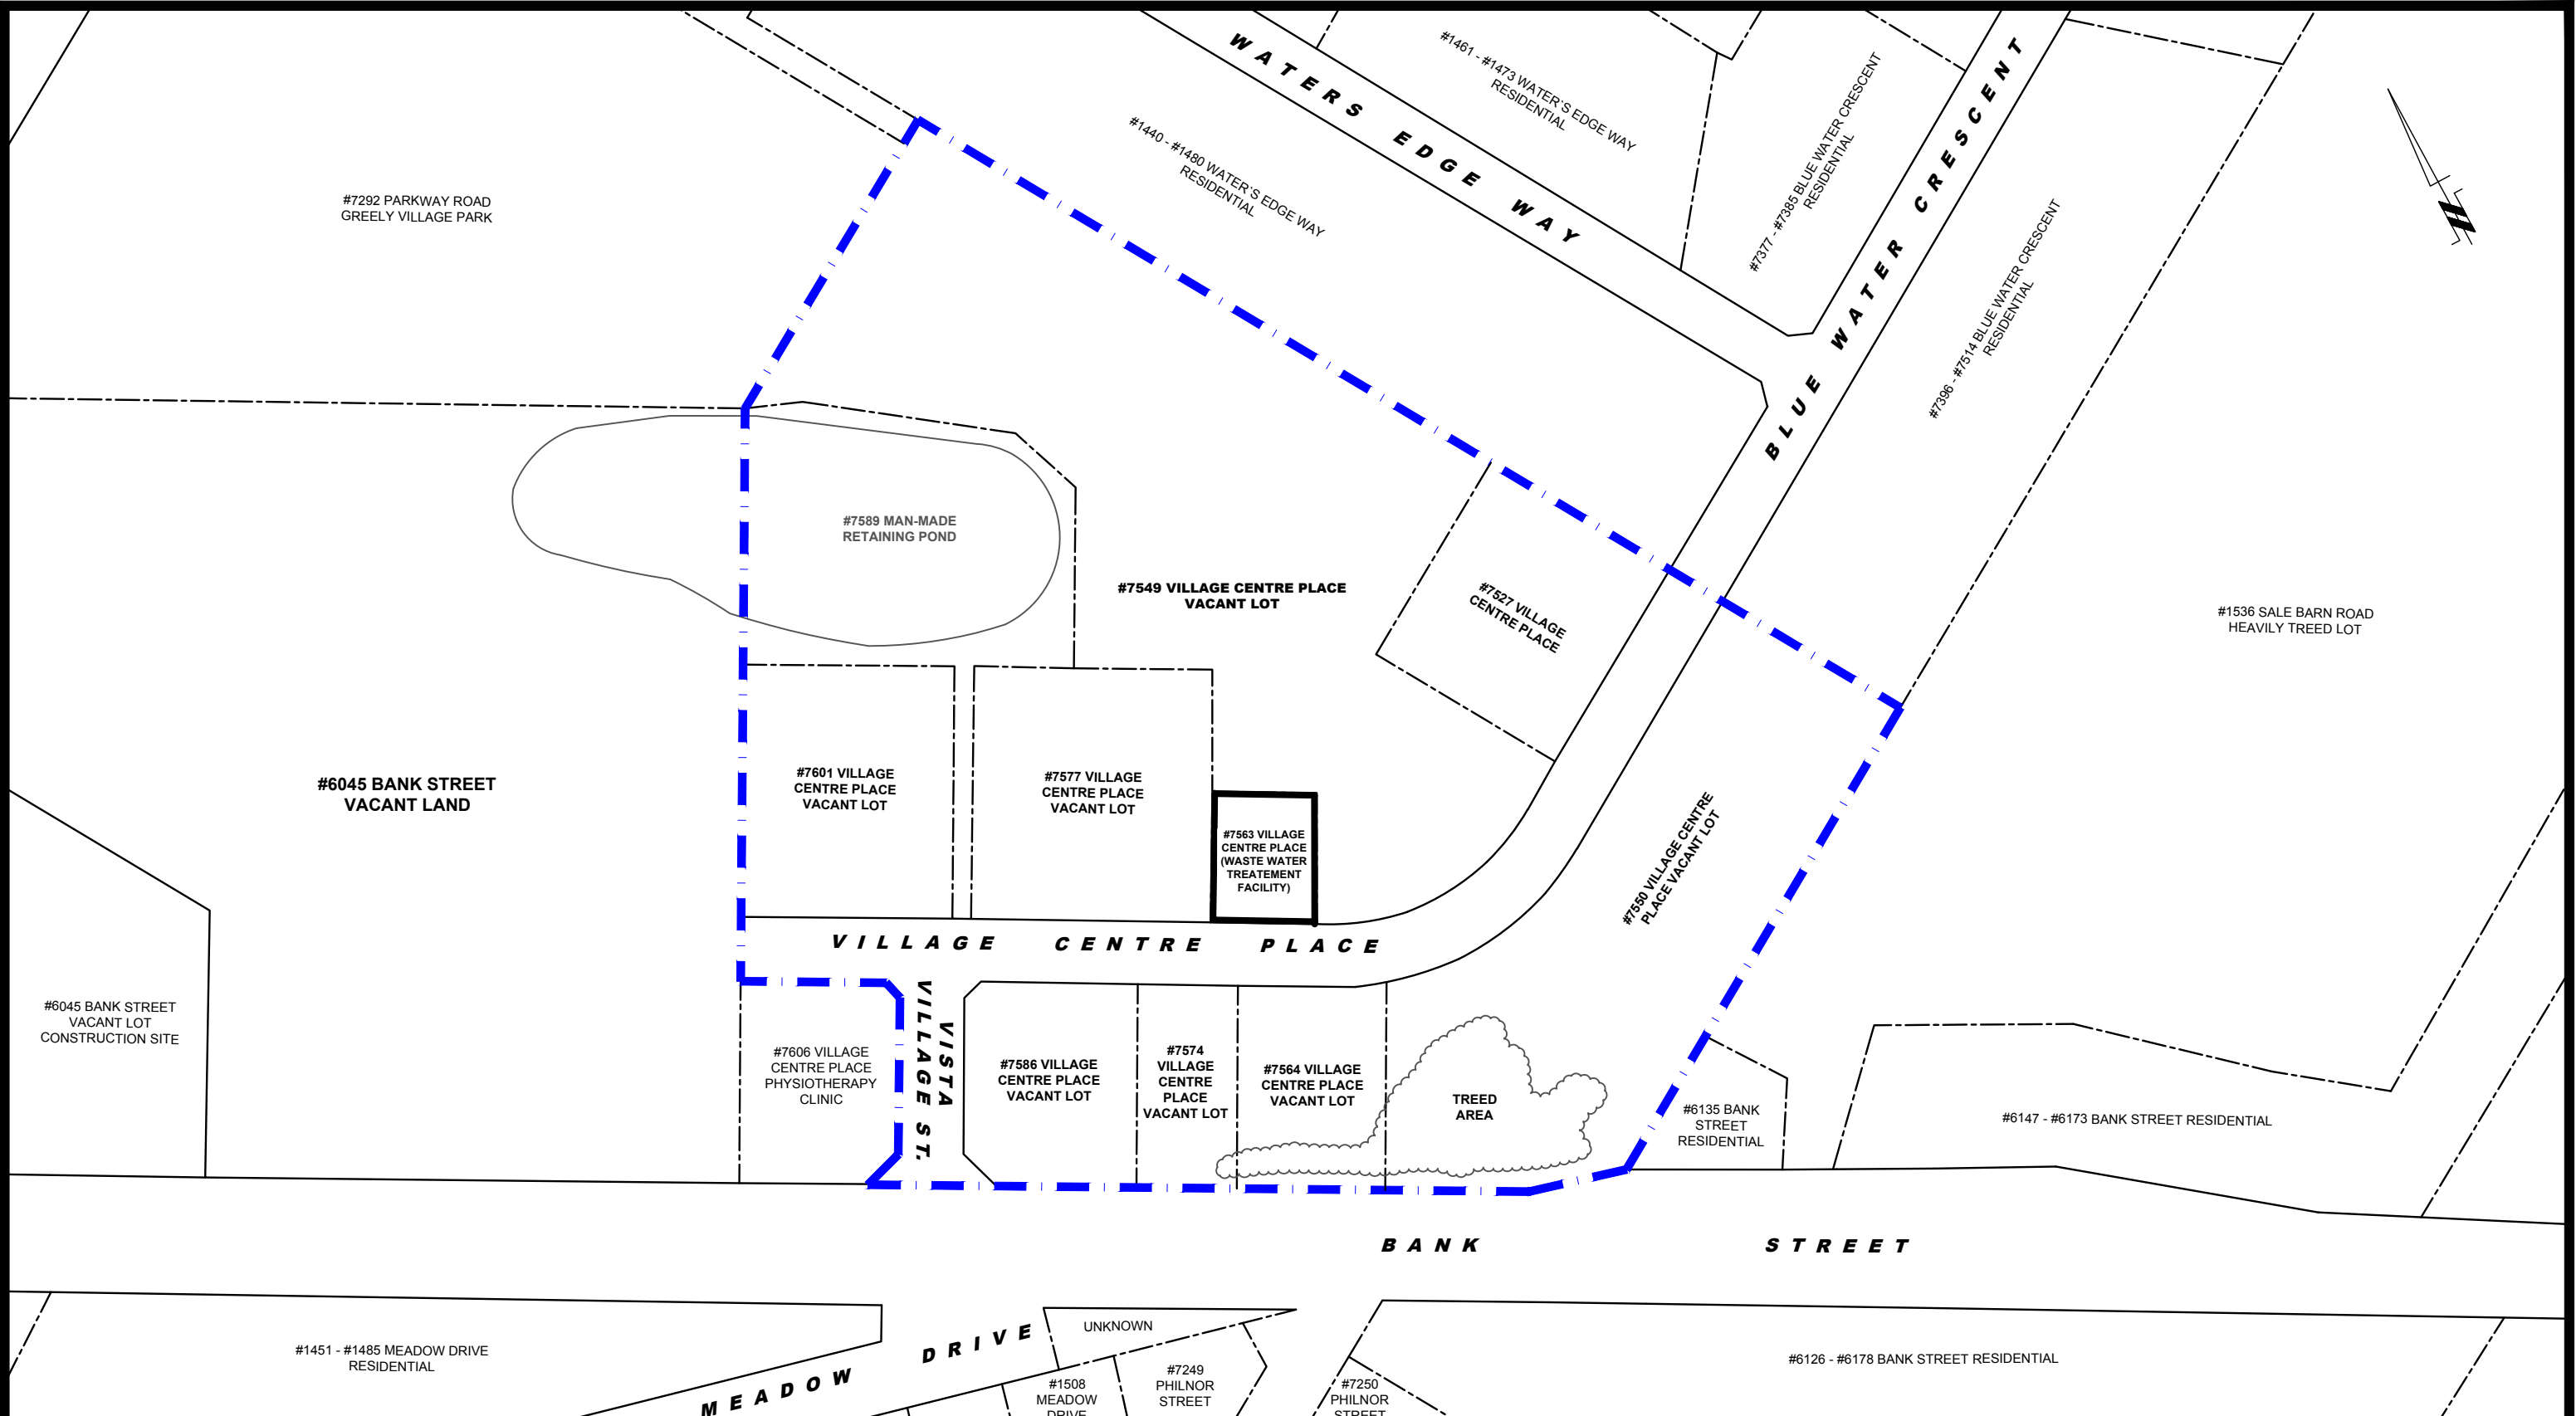 WATERS EDGE WAY
#1461 - #1473 WATER'S EDGE WAY
RESIDENTIAL
#7377 - #7385 BLUE WATER CRESCENT
RESIDENTIAL
BLUE WATER CRESCENT
#1440 - #1480 WATER'S EDGE WAY
RESIDENTIAL
#7292 PARKWAY ROAD
GREELY VILLAGE PARK
#7396 - #7514 BLUE WATER CRESCENT
RESIDENTIAL
N
#7589 MAN-MADE
RETAINING POND
#7549 VILLAGE CENTRE PLACE
VACANT LOT
#7527 VILLAGE
CENTRE PLACE
#1536 SALE BARN ROAD
HEAVILY TREED LOT
#6045 BANK STREET
VACANT LAND
#7601 VILLAGE
CENTRE PLACE
VACANT LOT
#7577 VILLAGE
CENTRE PLACE
VACANT LOT
#7563 VILLAGE
CENTRE PLACE
(WASTE WATER
TREATEMENT
FACILITY)
#7550 VILLAGE CENTRE
PLACE VACANT LOT
VILLAGE CENTRE PLACE
#6045 BANK STREET
VACANT LOT
CONSTRUCTION SITE
#7606 VILLAGE
CENTRE PLACE
PHYSIOTHERAPY
CLINIC
VISTA
VILLAGE ST.
#7586 VILLAGE
CENTRE PLACE
VACANT LOT
#7574
VILLAGE
CENTRE
PLACE
VACANT LOT
#7564 VILLAGE
CENTRE PLACE
VACANT LOT
TREED
AREA
#6135 BANK
STREET
RESIDENTIAL
#6147 - #6173 BANK STREET RESIDENTIAL
BANK STREET
#1451 - #1485 MEADOW DRIVE
RESIDENTIAL
MEADOW DRIVE
UNKNOWN
#1508
MEADOW
DRIVE
#7249
PHILNOR
STREET
#7250
PHILNOR
STREET
#6126 - #6178 BANK STREET RESIDENTIAL